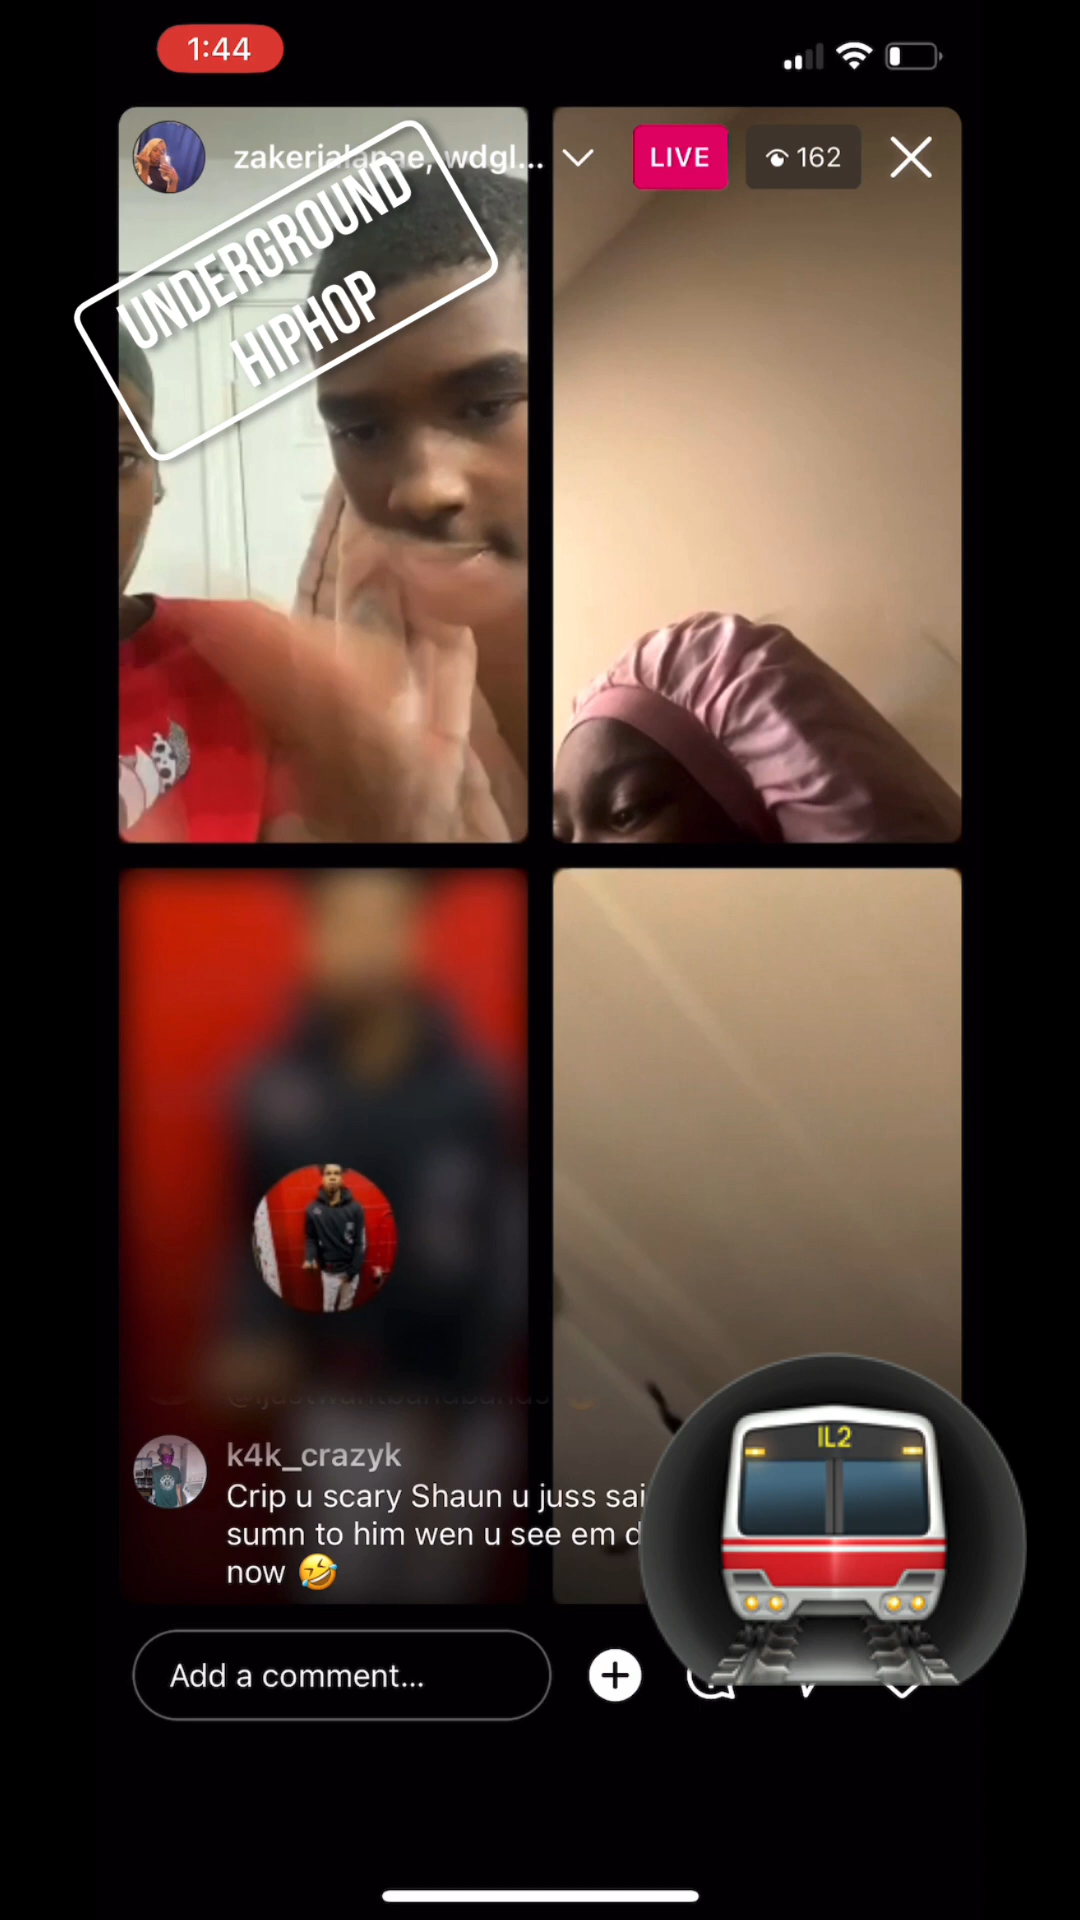 1:44
zakerialanae, wdgl...
LIVE
162
UNDERGROUND
HIPHOP
k4k_crazyk
Crip u scary Shaun u juss sai
sumn to him wen u see em d
now 🤣
IL2
Add a comment...